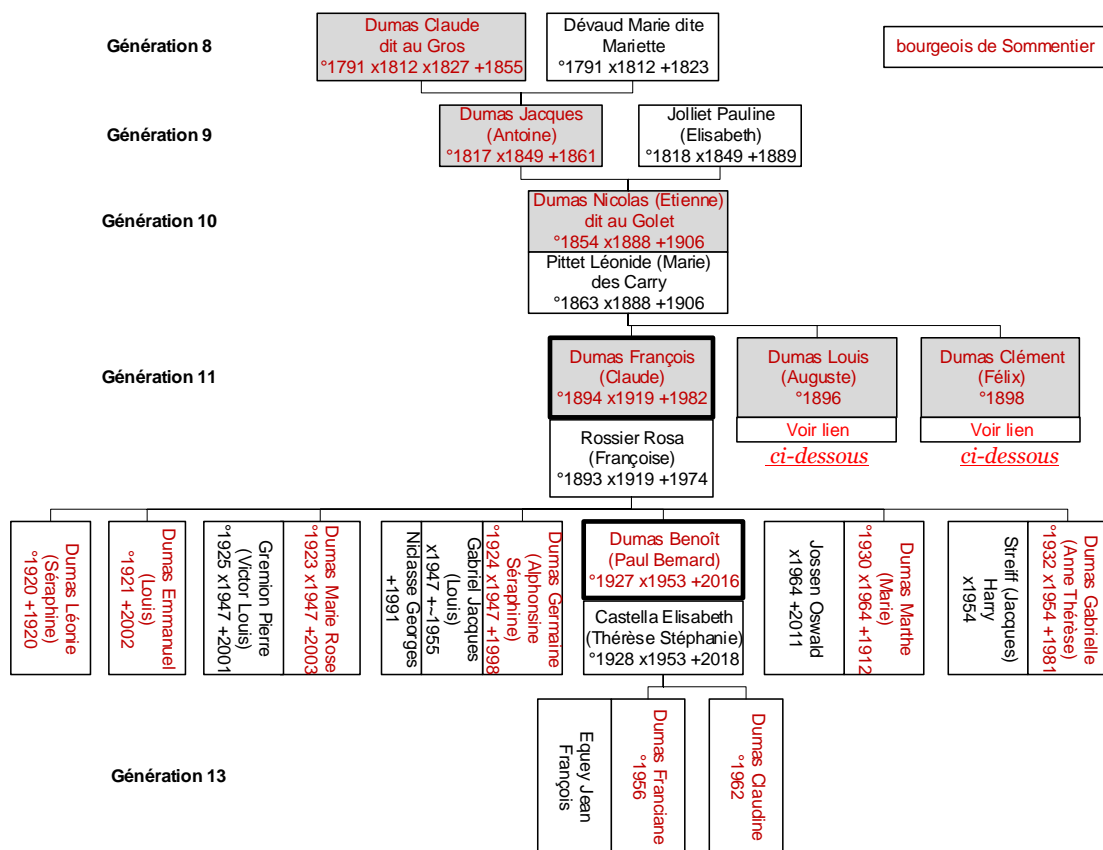 Génération 8
Dumas Claude
dit au Gros
°1791 x1812 x1827 +1855
Dévaud Marie dite
Mariette
°1791 x1812 +1823
bourgeois de Sommentier
Génération 9
Dumas Jacques
(Antoine)
°1817 x1849 +1861
Jolliet Pauline
(Elisabeth)
°1818 x1849 +1889
Génération 10
Dumas Nicolas (Etienne)
dit au Golet
°1854 x1888 +1906
Pittet Léonide (Marie)
des Carry
°1863 x1888 +1906
Génération 11
Dumas François
(Claude)
°1894 x1919 +1982
Dumas Louis
(Auguste)
°1896
Voir lien
ci-dessous
Dumas Clément
(Félix)
°1898
Voir lien
ci-dessous
Rossier Rosa
(Françoise)
°1893 x1919 +1974
Dumas Léonie
(Séraphine)
°1920 +1920
Dumas Emmanuel
(Louis)
°1921 +2002
Gremion Pierre
(Victor Louis)
°1925 x1947 +2001
Dumas Marie Rose
°1923 x1947 +2003
Niclasse Georges
+1991
Gabriel Jacques
(Louis)
x1947 +~1955
Dumas Germaine
(Alphonsine
Séraphine)
°1924 x1947 +1998
Dumas Benoît
(Paul Bernard)
°1927 x1953 +2016
Castella Elisabeth
(Thérèse Stéphanie)
°1928 x1953 +2018
Jossen Oswald
x1964 +2011
Dumas Marthe
(Marie)
°1930 x1964 +1912
Streiff (Jacques)
Harry
x1954
Dumas Gabrielle
(Anne Thérèse)
°1932 x1954 +1981
Génération 13
Equey Jean
François
Dumas Franciane
°1956
Dumas Claudine
°1962